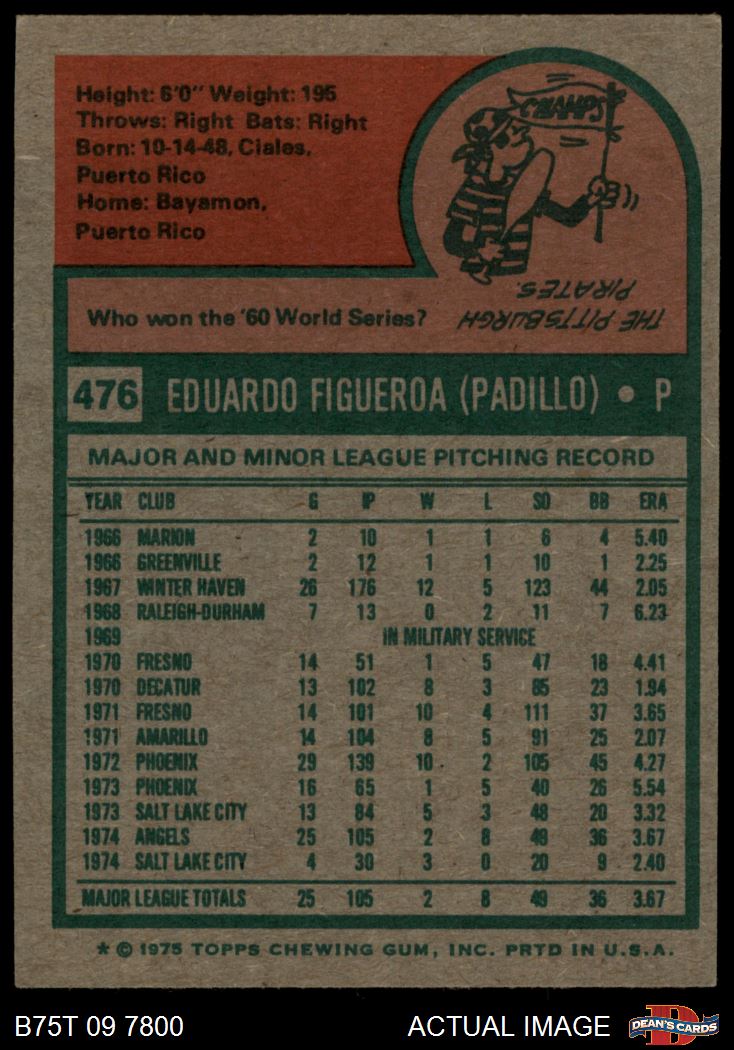 Height: 6'0" Weight: 195
Throws: Right Bats: Right
Born: 10-14-48, Ciales,
Puerto Rico
Home: Bayamon,
Puerto Rico
CHAMPS
Who won the '60 World Series?
THE PITTSBURGH
PIRATES.
476 EDUARDO FIGUEROA (PADILLO) • P
MAJOR AND MINOR LEAGUE PITCHING RECORD
YEAR CLUB G IP W L SO BB ERA
1966 MARION 2 10 1 1 6 4 5.40
1966 GREENVILLE 2 12 1 1 10 1 2.25
1967 WINTER HAVEN 26 176 12 5 123 44 2.05
1968 RALEIGH-DURHAM 7 13 0 2 11 7 6.23
1969 IN MILITARY SERVICE
1970 FRESNO 14 51 1 5 47 18 4.41
1970 DECATUR 13 102 8 3 85 23 1.94
1971 FRESNO 14 101 10 4 111 37 3.65
1971 AMARILLO 14 104 8 5 91 25 2.07
1972 PHOENIX 29 139 10 2 105 45 4.27
1973 PHOENIX 16 65 1 5 40 26 5.54
1973 SALT LAKE CITY 13 84 5 3 48 20 3.32
1974 ANGELS 25 105 2 8 49 36 3.67
1974 SALT LAKE CITY 4 30 3 0 20 9 2.40
MAJOR LEAGUE TOTALS 25 105 2 8 49 36 3.67
* © 1975 TOPPS CHEWING GUM, INC. PRTD IN U.S.A.
B75T 09 7800 ACTUAL IMAGE D DEAN'S CARDS